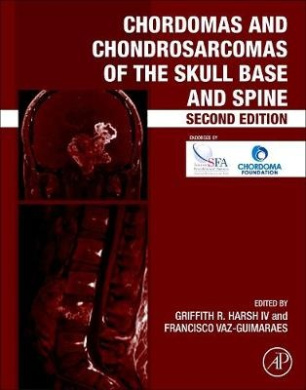 CHORDOMAS AND
CHONDROSARCOMAS
OF THE SKULL BASE
AND SPINE
SECOND EDITION
ENDORSED BY
SFA
CHORDOMA
FOUNDATION
EDITED BY
GRIFFITH R. HARSH IV and
FRANCISCO VAZ-GUIMARAES
AP